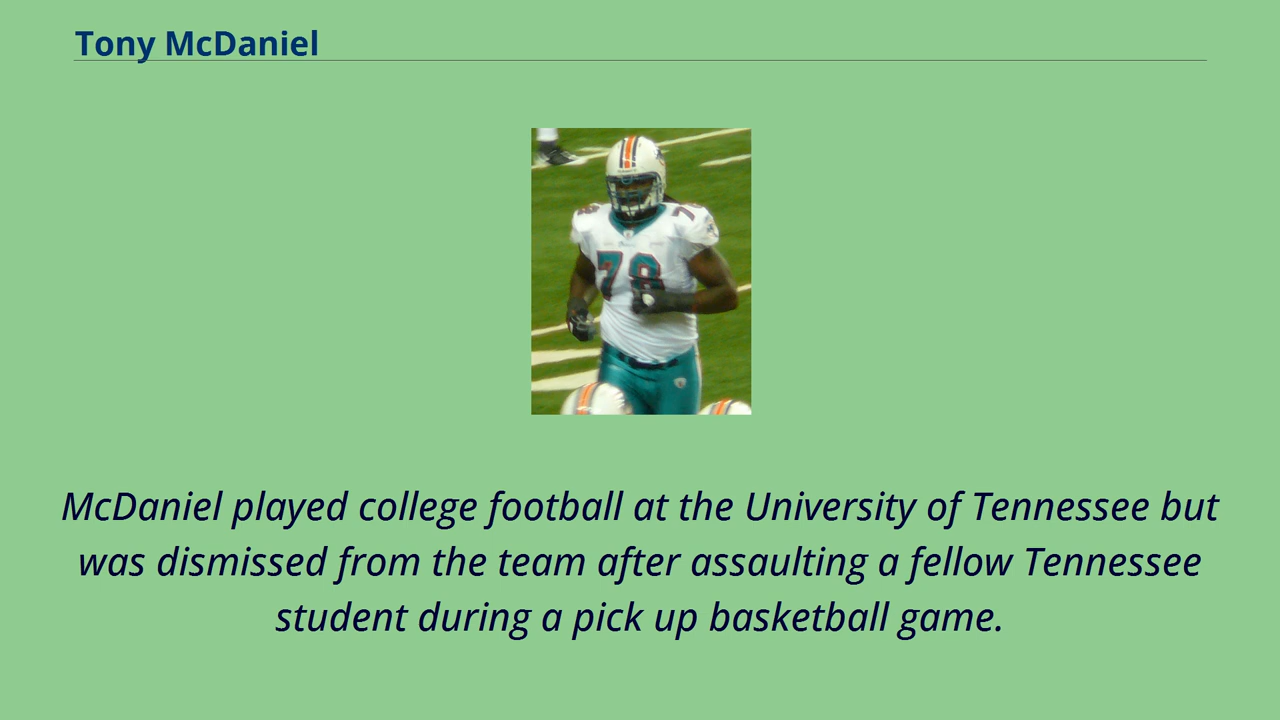 Tony McDaniel
78
McDaniel played college football at the University of Tennessee but
was dismissed from the team after assaulting a fellow Tennessee
student during a pick up basketball game.